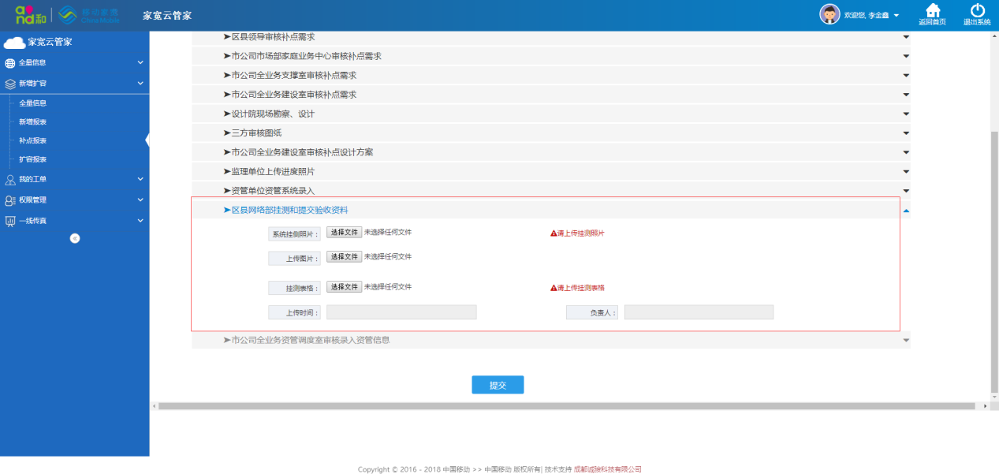 and和 移动家宽 China Mobile 家宽云管家 欢迎您, 李金鑫 返回首页 退出系统
家宽云管家
全量信息
新增扩容
全量信息
新增报表
补点报表
扩容报表
我的工单
权限管理
一线传真
➤区县领导审核补点需求
➤市公司市场部家庭业务中心审核补点需求
➤市公司全业务支撑室审核补点需求
➤市公司全业务建设室审核补点需求
➤设计院现场勘察、设计
➤三方审核图纸
➤市公司全业务建设室审核补点设计方案
➤监理单位上传进度照片
➤资管单位资管系统录入
➤区县网络部挂测和提交验收资料
系统挂侧照片： 选择文件 未选择任何文件 请上传挂测照片
上传图片： 选择文件 未选择任何文件
挂测表格： 选择文件 未选择任何文件 请上传挂测表格
上传时间： 负责人：
➤市公司全业务资管调度室审核录入资管信息
提交
Copyright © 2016 - 2018 中国移动 >> 中国移动 版权所有| 技术支持 成都诚骏科技有限公司